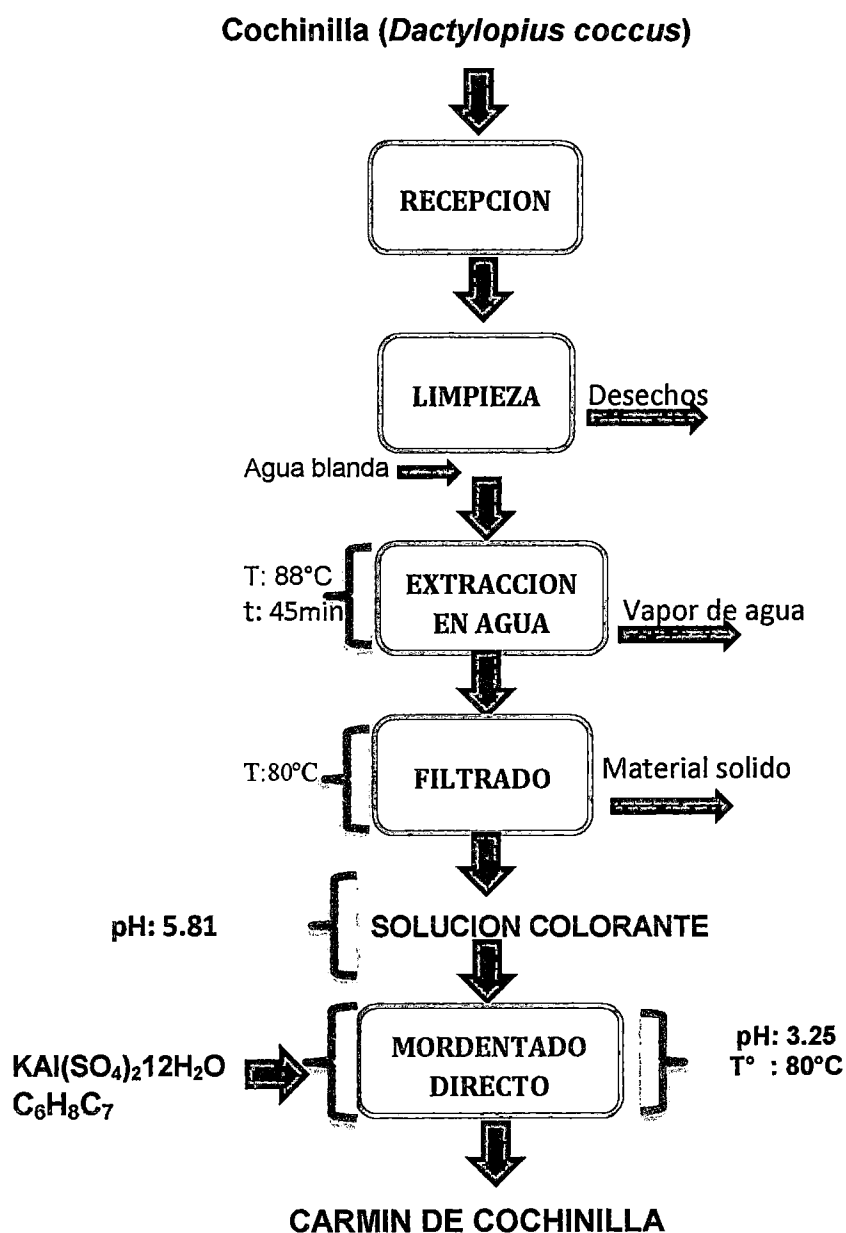 Cochinilla (Dactylopius coccus)
RECEPCION
LIMPIEZA
Desechos
Agua blanda
T: 88°C
t: 45min
EXTRACCION
EN AGUA
Vapor de agua
T:80°C
FILTRADO
Material solido
pH: 5.81
SOLUCION COLORANTE
KAl(SO₄)₂12H₂O
C₆H₈C₇
MORDENTADO
DIRECTO
pH: 3.25
T° : 80°C
CARMIN DE COCHINILLA